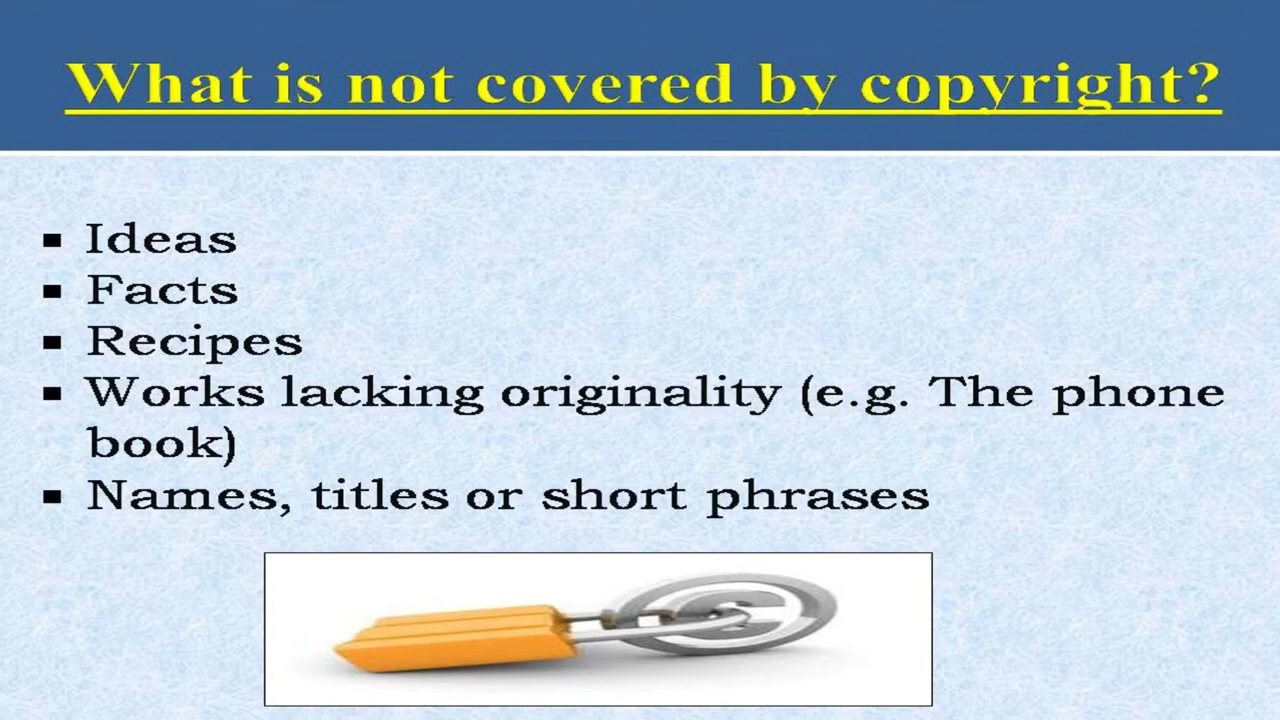 What is not covered by copyright?
▪ Ideas
▪ Facts
▪ Recipes
▪ Works lacking originality (e.g. The phone
book)
▪ Names, titles or short phrases